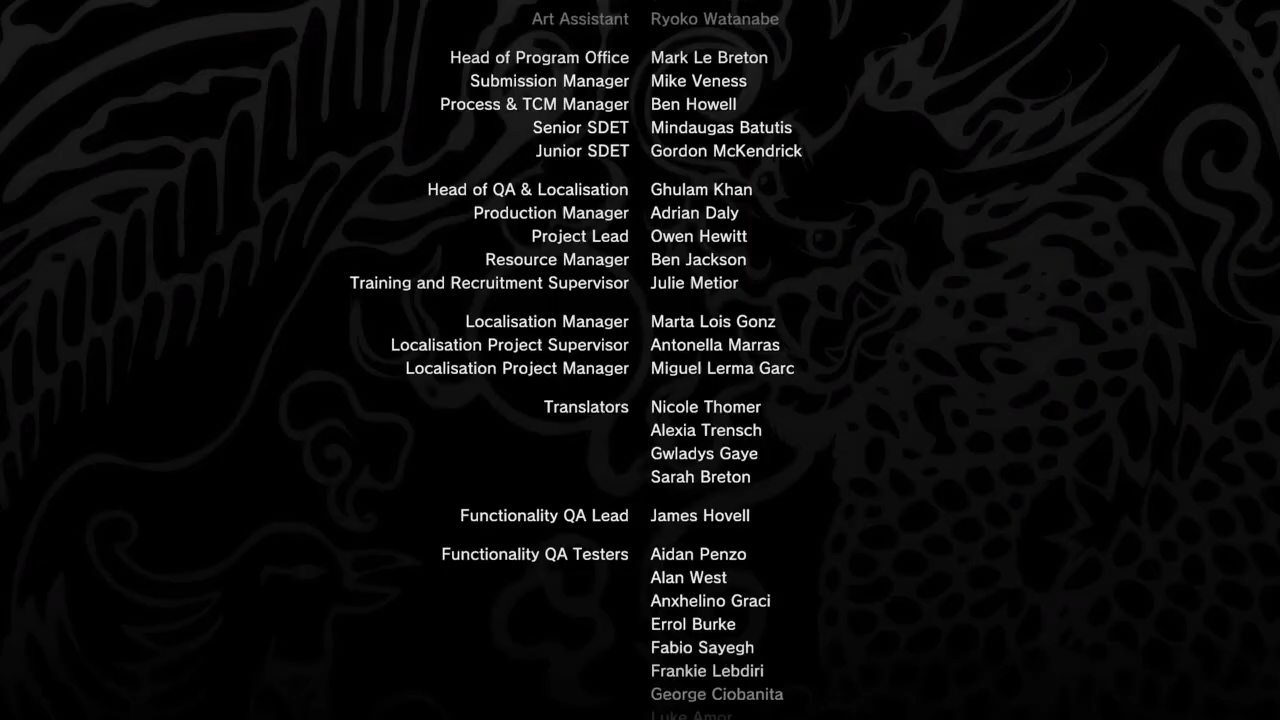 Art Assistant Ryoko Watanabe
Head of Program Office Mark Le Breton
Submission Manager Mike Veness
Process & TCM Manager Ben Howell
Senior SDET Mindaugas Batutis
Junior SDET Gordon McKendrick
Head of QA & Localisation Ghulam Khan
Production Manager Adrian Daly
Project Lead Owen Hewitt
Resource Manager Ben Jackson
Training and Recruitment Supervisor Julie Metior
Localisation Manager Marta Lois Gonz
Localisation Project Supervisor Antonella Marras
Localisation Project Manager Miguel Lerma Garc
Translators Nicole Thomer
Alexia Trensch
Gwladys Gaye
Sarah Breton
Functionality QA Lead James Hovell
Functionality QA Testers Aidan Penzo
Alan West
Anxhelino Graci
Errol Burke
Fabio Sayegh
Frankie Lebdiri
George Ciobanita
Luke Amor